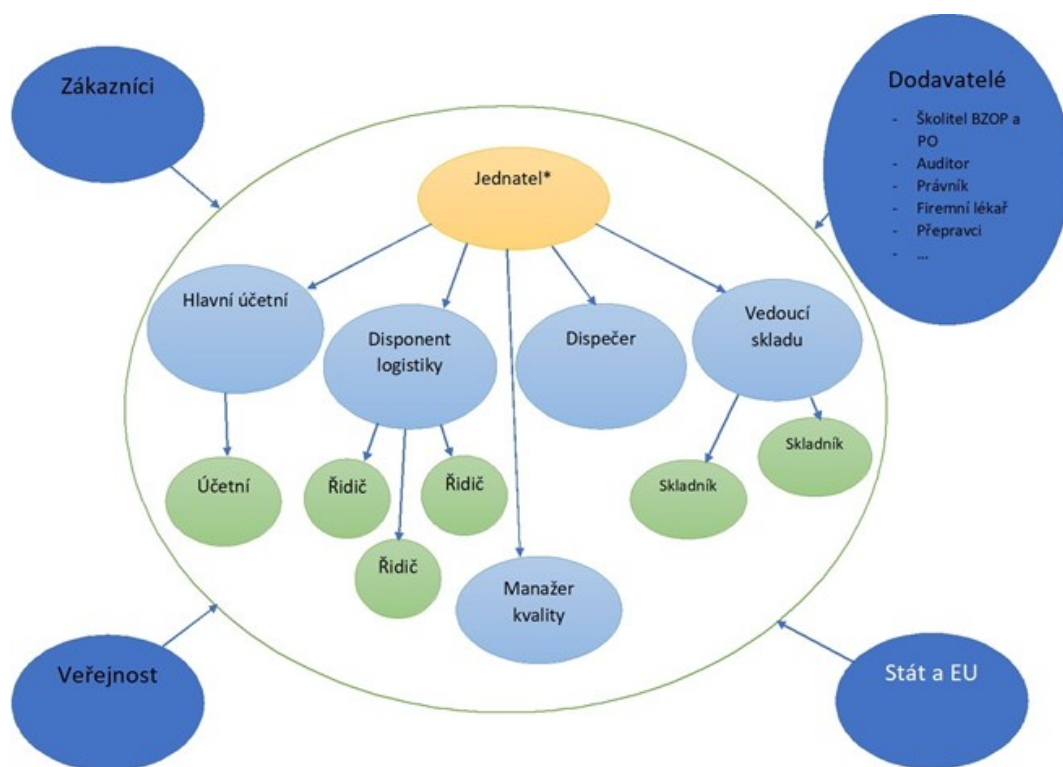 Zákazníci
Dodavatelé
- Školitel BZOP a
PO
- Auditor
- Právník
- Firemní lékař
- Přepravci
- ...
Jednatel*
Hlavní účetní
Disponent
logistiky
Dispečer
Vedoucí
skladu
Účetní
Řidič
Řidič
Řidič
Skladník
Skladník
Manažer
kvality
Veřejnost
Stát a EU